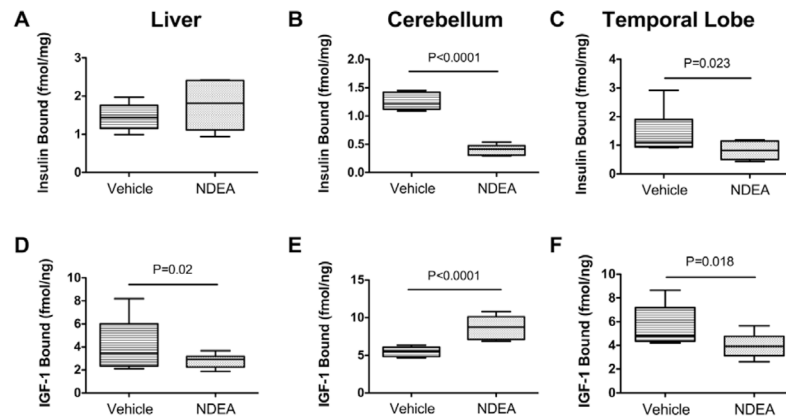 A Liver
B Cerebellum
C Temporal Lobe
Insulin Bound (fmol/mg)
3
2
1
0
Vehicle NDEA
Insulin Bound (fmol/mg)
2.0
1.5
1.0
0.5
0.0
P<0.0001
Vehicle NDEA
Insulin Bound (fmol/mg)
4
3
2
1
0
P=0.023
Vehicle NDEA
D
IGF-1 Bound (fmol/ng)
10
8
6
4
2
0
P=0.02
Vehicle NDEA
E
IGF-1 Bound (fmol/ng)
15
10
5
0
P<0.0001
Vehicle NDEA
F
IGF-1 Bound (fmol/ng)
10
8
6
4
2
0
P=0.018
Vehicle NDEA